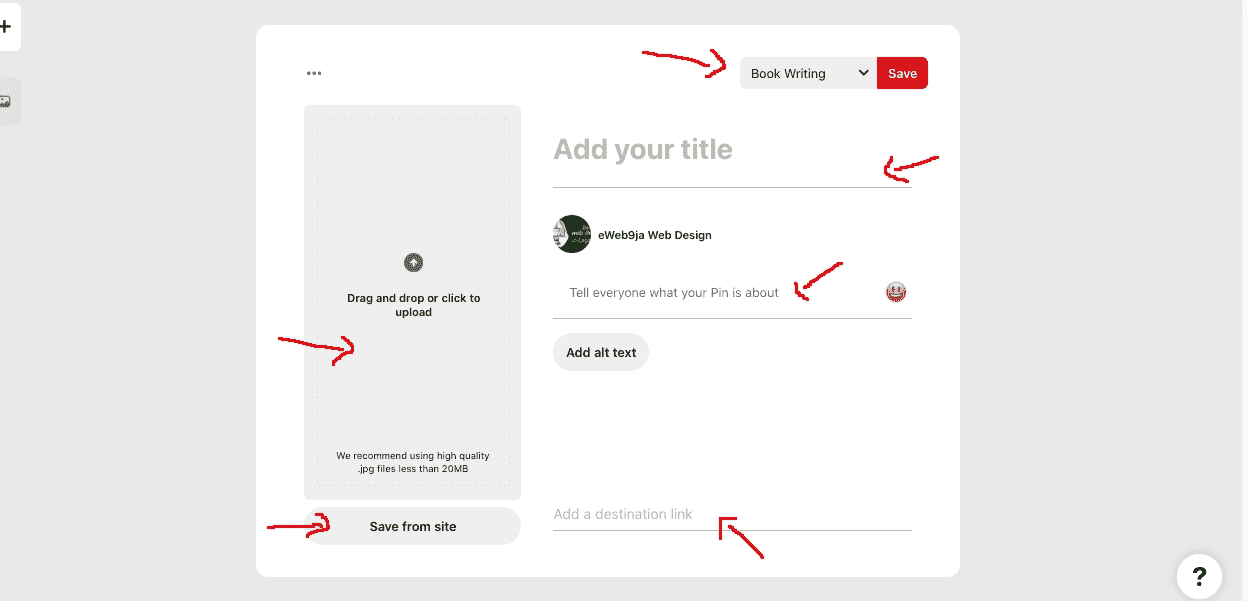 Book Writing
Save
Add your title
eWeb9ja Web Design
Tell everyone what your Pin is about
Drag and drop or click to
upload
Add alt text
We recommend using high quality
.jpg files less than 20MB
Add a destination link
Save from site
?